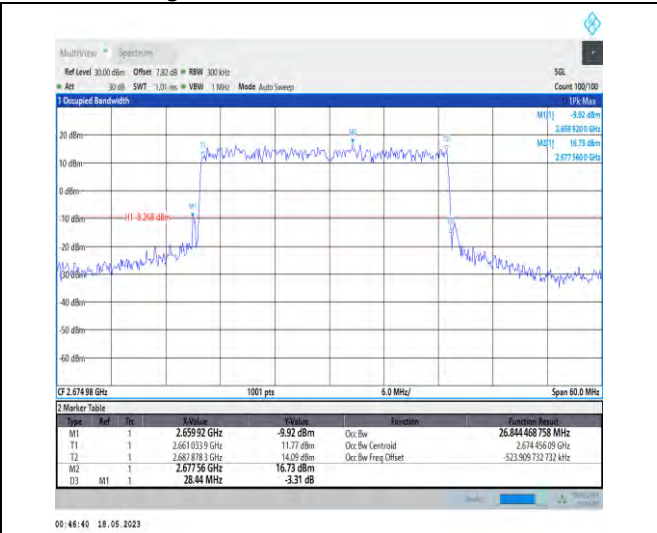 MultiView Spectrum
Ref Level 30.00 dBm Offset 7.82 dB RBW 300 kHz SGL
Att 30 dB SWT 1.01 ms VBW 1 MHz Mode Auto Sweep Count 100/100
1 Occupied Bandwidth 1Pk Max
M1[1] -9.92 dBm
2.659 9200 GHz
M2[1] 16.73 dBm
2.677 5600 GHz
20 dBm
M2
T1
T2
10 dBm
0 dBm
M1
-10 dBm
H1 -9.268 dBm
-20 dBm
-30 dBm
-40 dBm
-50 dBm
-60 dBm
CF 2.674 98 GHz 1001 pts 6.0 MHz/ Span 60.0 MHz
2 Marker Table
Type Ref Trc X-Value Y-Value Function Function Result
M1 1 2.659 92 GHz -9.92 dBm Occ Bw 26.844 468 758 MHz
T1 1 2.661 033 9 GHz 11.77 dBm Occ Bw Centroid 2.674 456 09 GHz
T2 1 2.687 878 3 GHz 14.09 dBm Occ Bw Freq Offset -523.909 732 732 kHz
M2 1 2.677 56 GHz 16.73 dBm
D3 M1 1 28.44 MHz -3.31 dB
00:46:40 18.05.2023